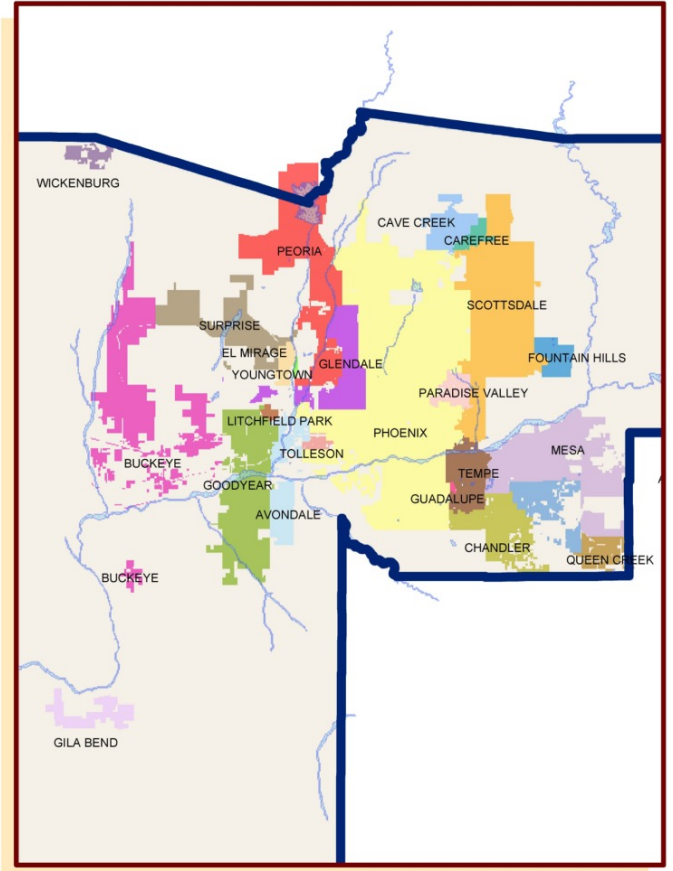 WICKENBURG
CAVE CREEK
CAREFREE
PEORIA
SCOTTSDALE
SURPRISE
EL MIRAGE
FOUNTAIN HILLS
GLENDALE
YOUNGTOWN
PARADISE VALLEY
LITCHFIELD PARK
PHOENIX
TOLLESON
MESA
BUCKEYE
TEMPE
GOODYEAR
GUADALUPE
AVONDALE
CHANDLER
QUEEN CREEK
BUCKEYE
GILA BEND